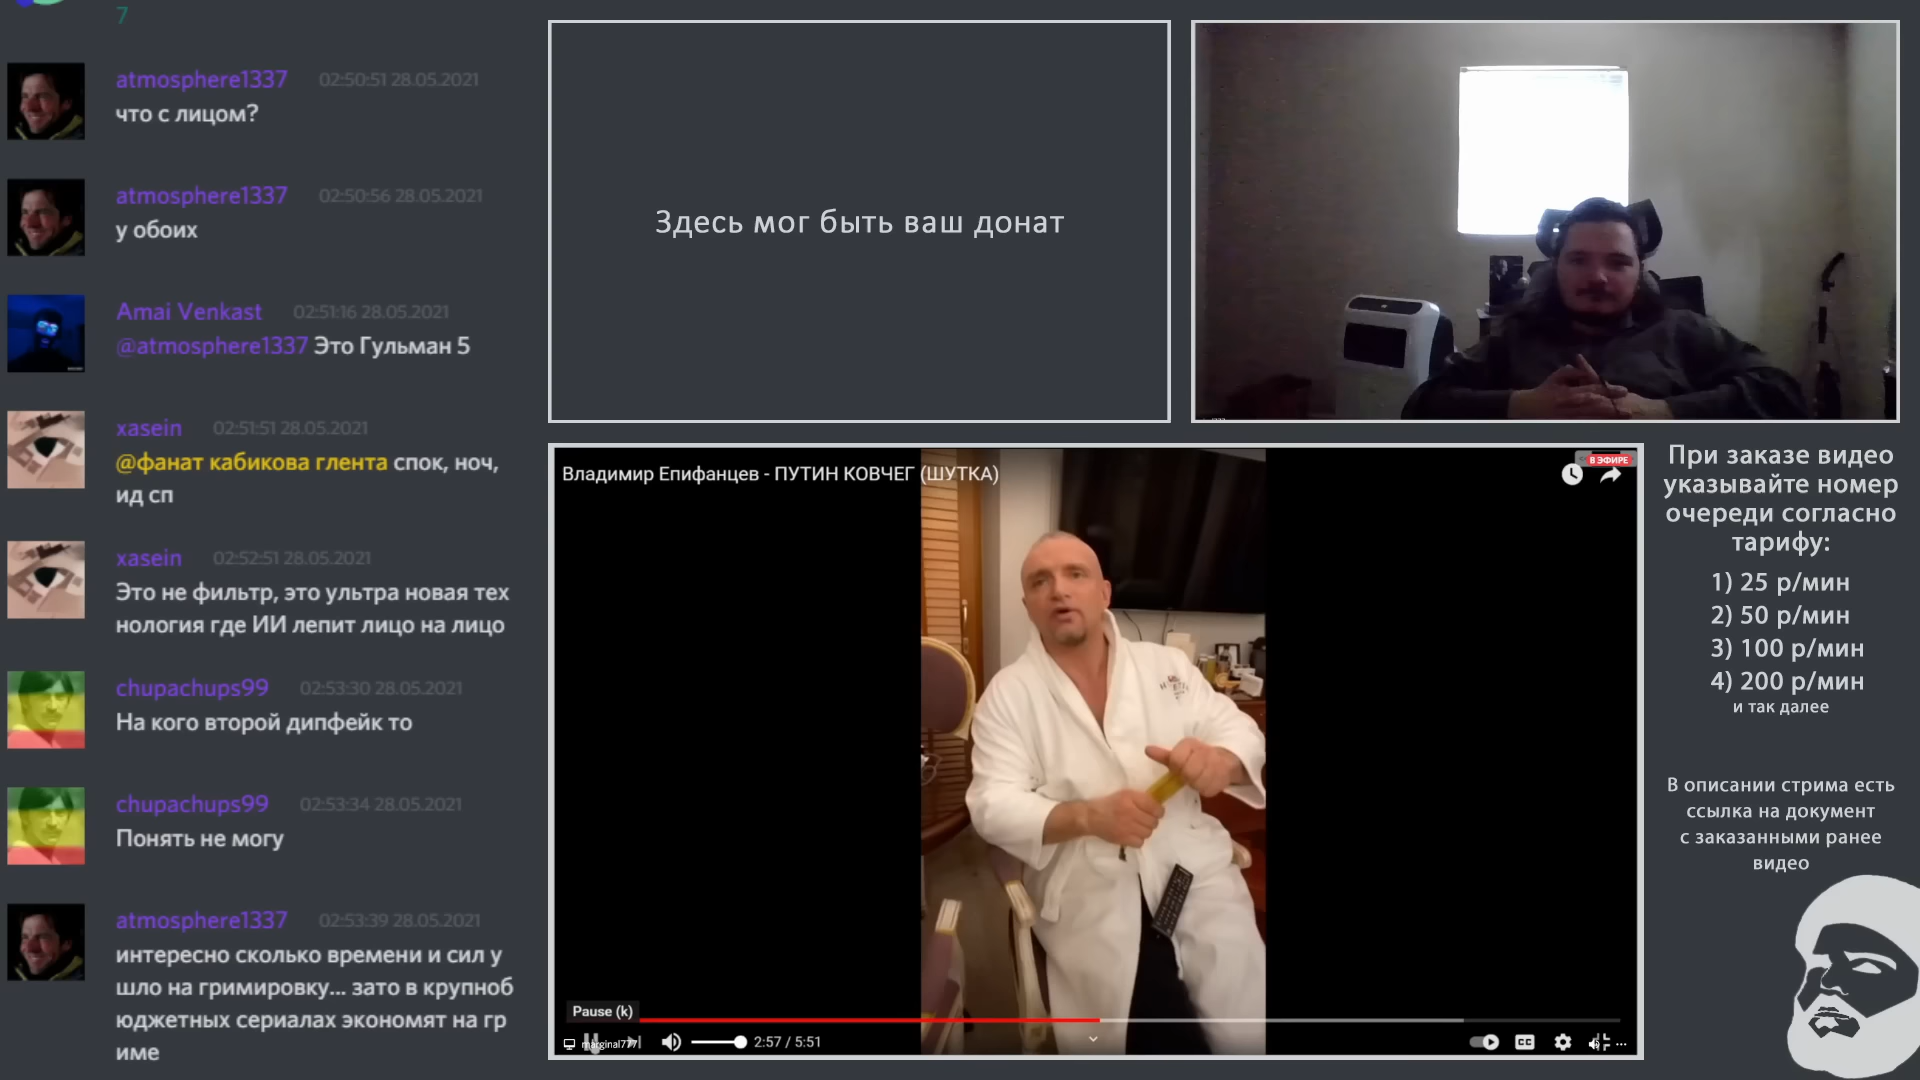 7
atmosphere1337 02:50:51 28.05.2021
что с лицом?
atmosphere1337 02:50:56 28.05.2021
у обоих
Amai Venkast 02:51:16 28.05.2021
@atmosphere1337 Это Гульман 5
xasein 02:51:51 28.05.2021
@фанат кабикова глента спок, ноч,
ид сп
xasein 02:52:51 28.05.2021
Это не фильтр, это ультра новая тех
нология где ИИ лепит лицо на лицо
chupachups99 02:53:30 28.05.2021
На кого второй дипфейк то
chupachups99 02:53:34 28.05.2021
Понять не могу
atmosphere1337 02:53:39 28.05.2021
интересно сколько времени и сил у
шло на гримировку... зато в крупноб
юджетных сериалах экономят на гр
име
Здесь мог быть ваш донат
Владимир Епифанцев - ПУТИН КОВЧЕГ (ШУТКА)
В ЭФИРЕ
Pause (k)
marginal777
2:57 / 5:51
CC
При заказе видео
указывайте номер
очереди согласно
тарифу:
1) 25 р/мин
2) 50 р/мин
3) 100 р/мин
4) 200 р/мин
и так далее
В описании стрима есть
ссылка на документ
с заказанными ранее
видео